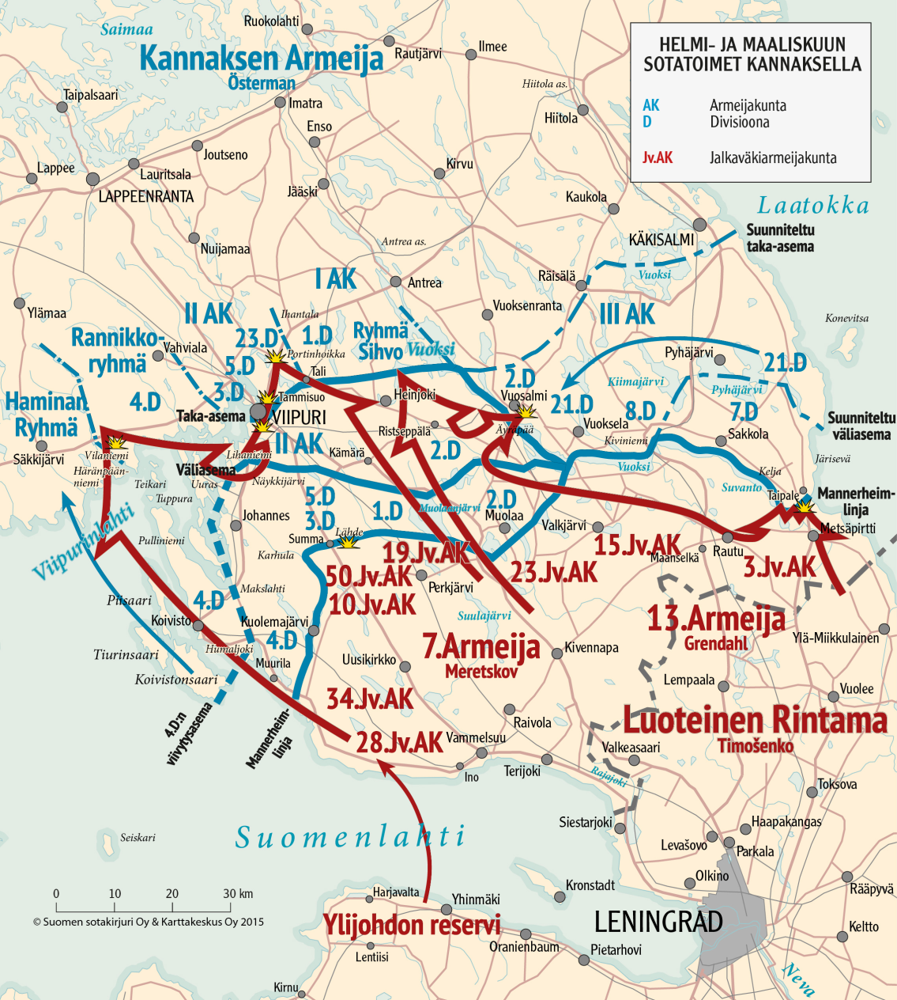 Saimaa
Ruokolahti
Rautjärvi
Ilmee
Kannaksen Armeija
Österman
HELMI- JA MAALISKUUN
SOTATOIMET KANNAKSELLA
AK Armeijakunta
D Divisioona
Jv.AK Jalkaväkiarmeijakunta
Taipalsaari
Imatra
Hiitola as.
Hiitola
Enso
Joutseno
Lappee
Lauritsala
LAPPEENRANTA
Kirvu
Jääski
Kaukola
Laatokka
KÄKISALMI
Suunniteltu
taka-asema
Nuijamaa
Antrea as.
Räisälä
Vuoksi
I AK
Antrea
Ylämaa
II AK
Ihantala
Vuoksenranta
III AK
Konevitsa
Rannikko-
ryhmä
Vahviala
23.D
1.D
Ryhmä
Sihvo
Vuoksi
Portinhoikka
Pyhäjärvi
21.D
5.D
Tali
2.D
Kiimajärvi
Pyhäjärvi
Haminan
Ryhmä
4.D
3.D
Tammisuo
Heinjoki
Vuosalmi
21.D
8.D
7.D
Taka-asema
VIIPURI
Suunniteltu
väliasema
Ristseppälä
Äyräpää
Vuoksela
Kiviniemi
Sakkola
Säkkijärvi
Vilaniemi
Lihaniemi
II AK
Kämärä
2.D
Järisevä
Häränpään-
niemi
Väliasema
Vuoksi
Kelja
Teikari
Uuras
Näykkijärvi
Suvanto
Tuppura
5.D
3.D
1.D
Muolaanjärvi
2.D
Taipale
Mannerheim-
linja
Viipurinlahti
Johannes
Muolaa
Valkjärvi
Metsäpirtti
Pulliniemi
Summa
Lähde
Karhula
19.Jv.AK
15.Jv.AK
Maanselkä
Rautu
50.Jv.AK
23.Jv.AK
3.Jv.AK
Makslahti
Perkjärvi
Piisaari
4.D
10.Jv.AK
Suulajärvi
13.Armeija
Grendahl
Koivisto
Kuolemajärvi
4.D
Ylä-Miikkulainen
Tiurinsaari
Humaljoki
7.Armeija
Meretskov
Kivennapa
Muurila
Uusikirkko
Koivistonsaari
Lempaala
Vuolee
4.D:n
viivytysasema
34.Jv.AK
Raivola
Luoteinen Rintama
Timošenko
Mannerheim-
linja
28.Jv.AK
Vammelsuu
Valkeasaari
Ino
Terijoki
Rajajoki
Toksova
Siestarjoki
Haapakangas
Seiskari
Suomenlahti
Levašovo
Parkala
Olkino
Rääpyvä
0 10 20 30 km
Harjavalta
Yhinmäki
Kronstadt
© Suomen sotakirjuri Oy & Karttakeskus Oy 2015
Ylijohdon reservi
LENINGRAD
Keltto
Lentiisi
Oranienbaum
Pietarhovi
Neva
Kirnu